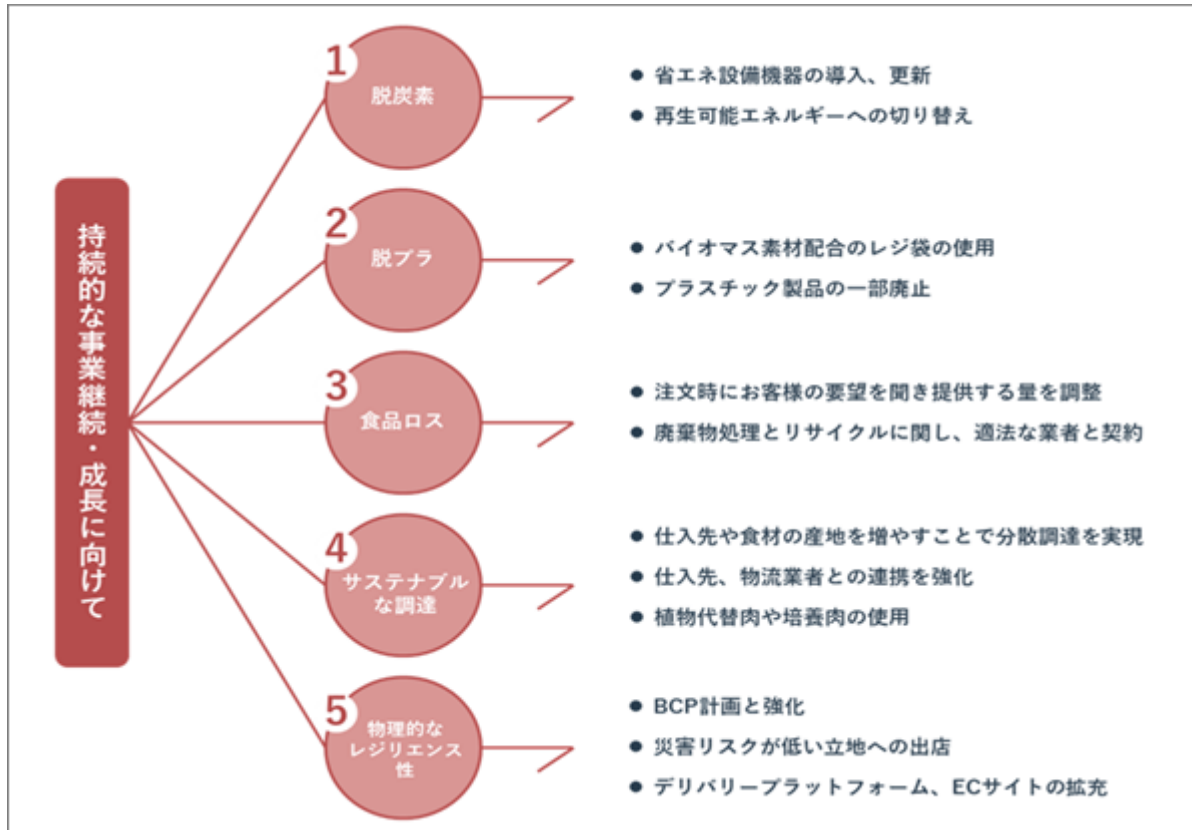 持続的な事業継続・成長に向けて
1
脱炭素
● 省エネ設備機器の導入、更新
● 再生可能エネルギーへの切り替え
2
脱プラ
● バイオマス素材配合のレジ袋の使用
● プラスチック製品の一部廃止
3
食品ロス
● 注文時にお客様の要望を聞き提供する量を調整
● 廃棄物処理とリサイクルに関し、適法な業者と契約
4
サステナブル
な調達
● 仕入先や食材の産地を増やすことで分散調達を実現
● 仕入先、物流業者との連携を強化
● 植物代替肉や培養肉の使用
5
物理的な
レジリエンス
性
● BCP計画と強化
● 災害リスクが低い立地への出店
● デリバリープラットフォーム、ECサイトの拡充